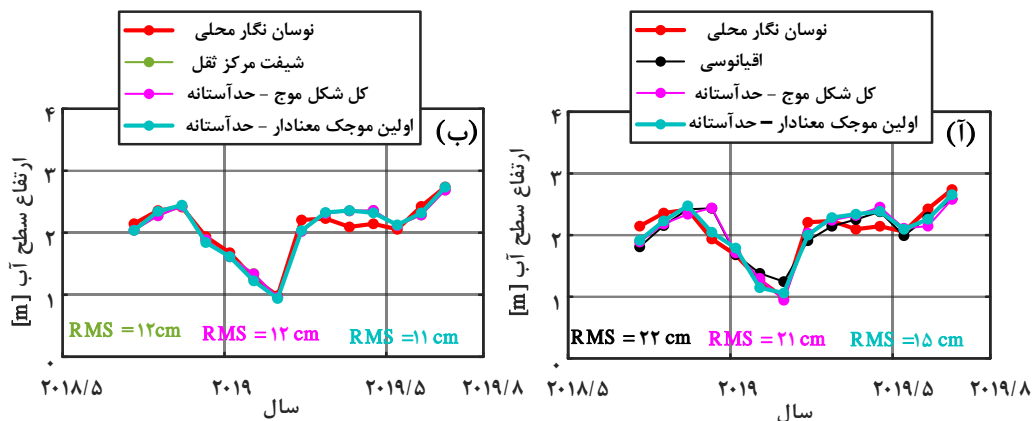 نوسان نگار محلی
اقیانوسی
کل شکل موج - حدآستانه
اولین موجک معنادار - حدآستانه
(آ)
ارتفاع سطح آب [m]
۴
۳
۲
۱
۰
RMS =۲۲ cm
RMS =۲۱ cm
RMS =۱۵ cm
۲۰۱۸/۵
۲۰۱۹
۲۰۱۹/۵
۲۰۱۹/۸
سال
نوسان نگار محلی
شیفت مرکز ثقل
کل شکل موج - حدآستانه
اولین موجک معنادار - حدآستانه
(ب)
ارتفاع سطح آب [m]
۴
۳
۲
۱
۰
RMS =۱۲cm
RMS =۱۲ cm
RMS =۱۱ cm
۲۰۱۸/۵
۲۰۱۹
۲۰۱۹/۵
۲۰۱۹/۸
سال